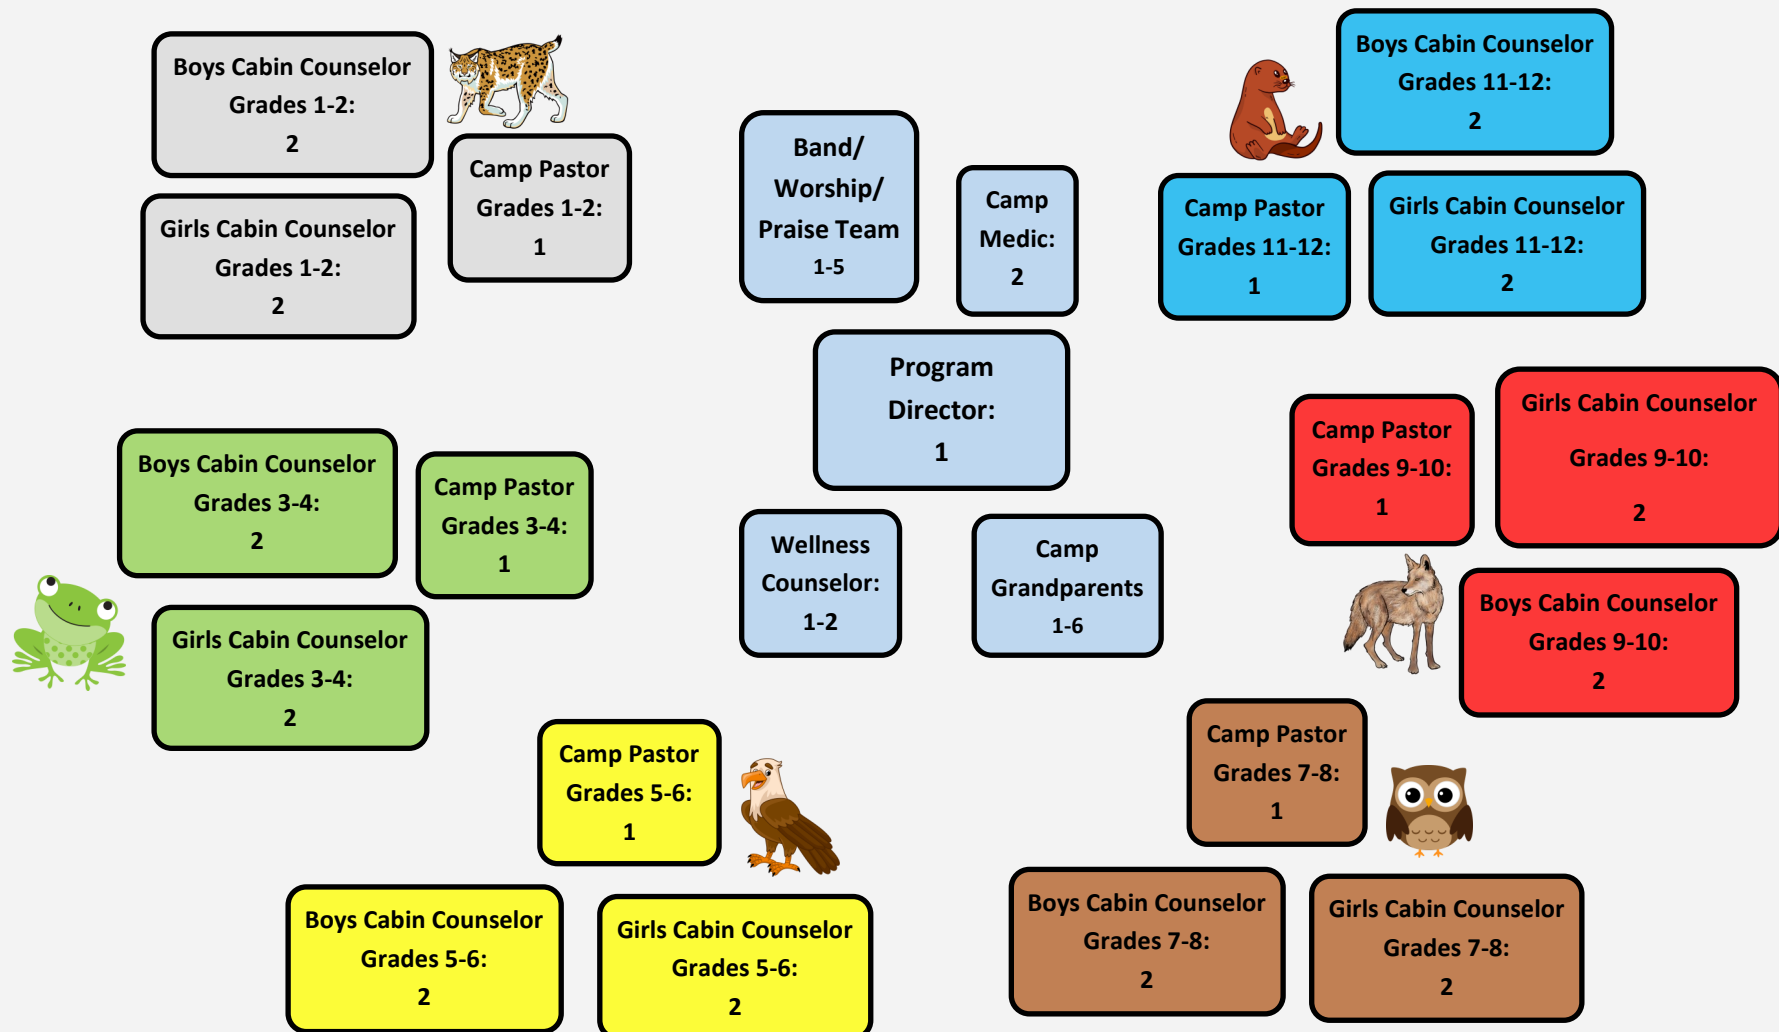 Boys Cabin Counselor
Grades 1-2:
2
Camp Pastor
Grades 1-2:
1
Girls Cabin Counselor
Grades 1-2:
2
Band/
Worship/
Praise Team
1-5
Camp
Medic:
2
Boys Cabin Counselor
Grades 11-12:
2
Camp Pastor
Grades 11-12:
1
Girls Cabin Counselor
Grades 11-12:
2
Program
Director:
1
Boys Cabin Counselor
Grades 3-4:
2
Camp Pastor
Grades 3-4:
1
Girls Cabin Counselor
Grades 3-4:
2
Wellness
Counselor:
1-2
Camp
Grandparents
1-6
Camp Pastor
Grades 9-10:
1
Girls Cabin Counselor
Grades 9-10:
2
Boys Cabin Counselor
Grades 9-10:
2
Camp Pastor
Grades 5-6:
1
Boys Cabin Counselor
Grades 5-6:
2
Girls Cabin Counselor
Grades 5-6:
2
Camp Pastor
Grades 7-8:
1
Boys Cabin Counselor
Grades 7-8:
2
Girls Cabin Counselor
Grades 7-8:
2